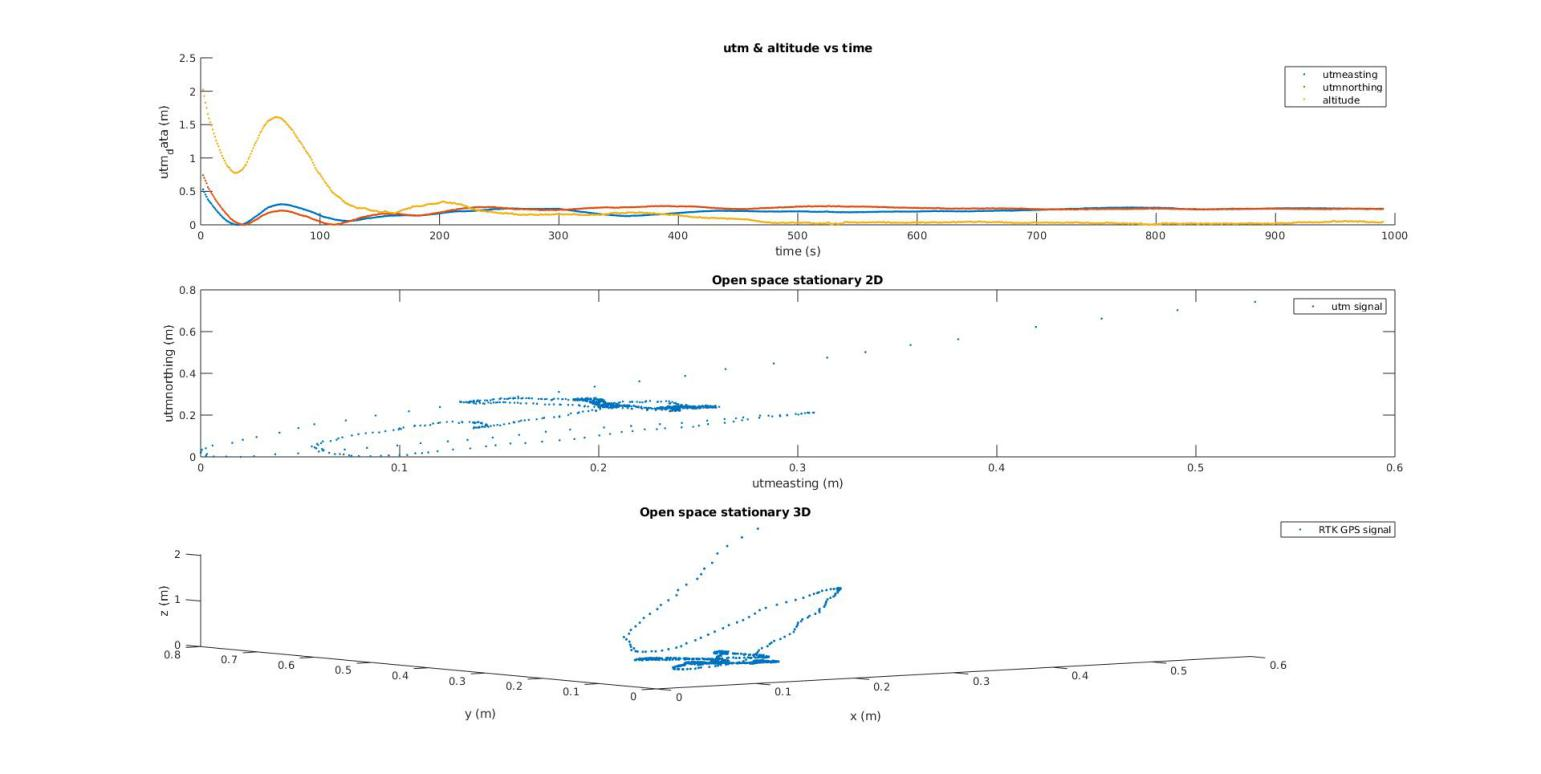 utm & altitude vs time
2.5
2
1.5
1
0.5
0
utm_data (m)
utmeasting
utmnorthing
altitude
0 100 200 300 400 500 600 700 800 900 1000
time (s)
Open space stationary 2D
0.8
0.6
0.4
0.2
0
utmnorthing (m)
utm signal
0 0.1 0.2 0.3 0.4 0.5 0.6
utmeasting (m)
Open space stationary 3D
RTK GPS signal
2
1
0
z (m)
0.8 0.7 0.6 0.5 0.4 0.3 0.2 0.1 0
y (m)
0 0.1 0.2 0.3 0.4 0.5 0.6
x (m)